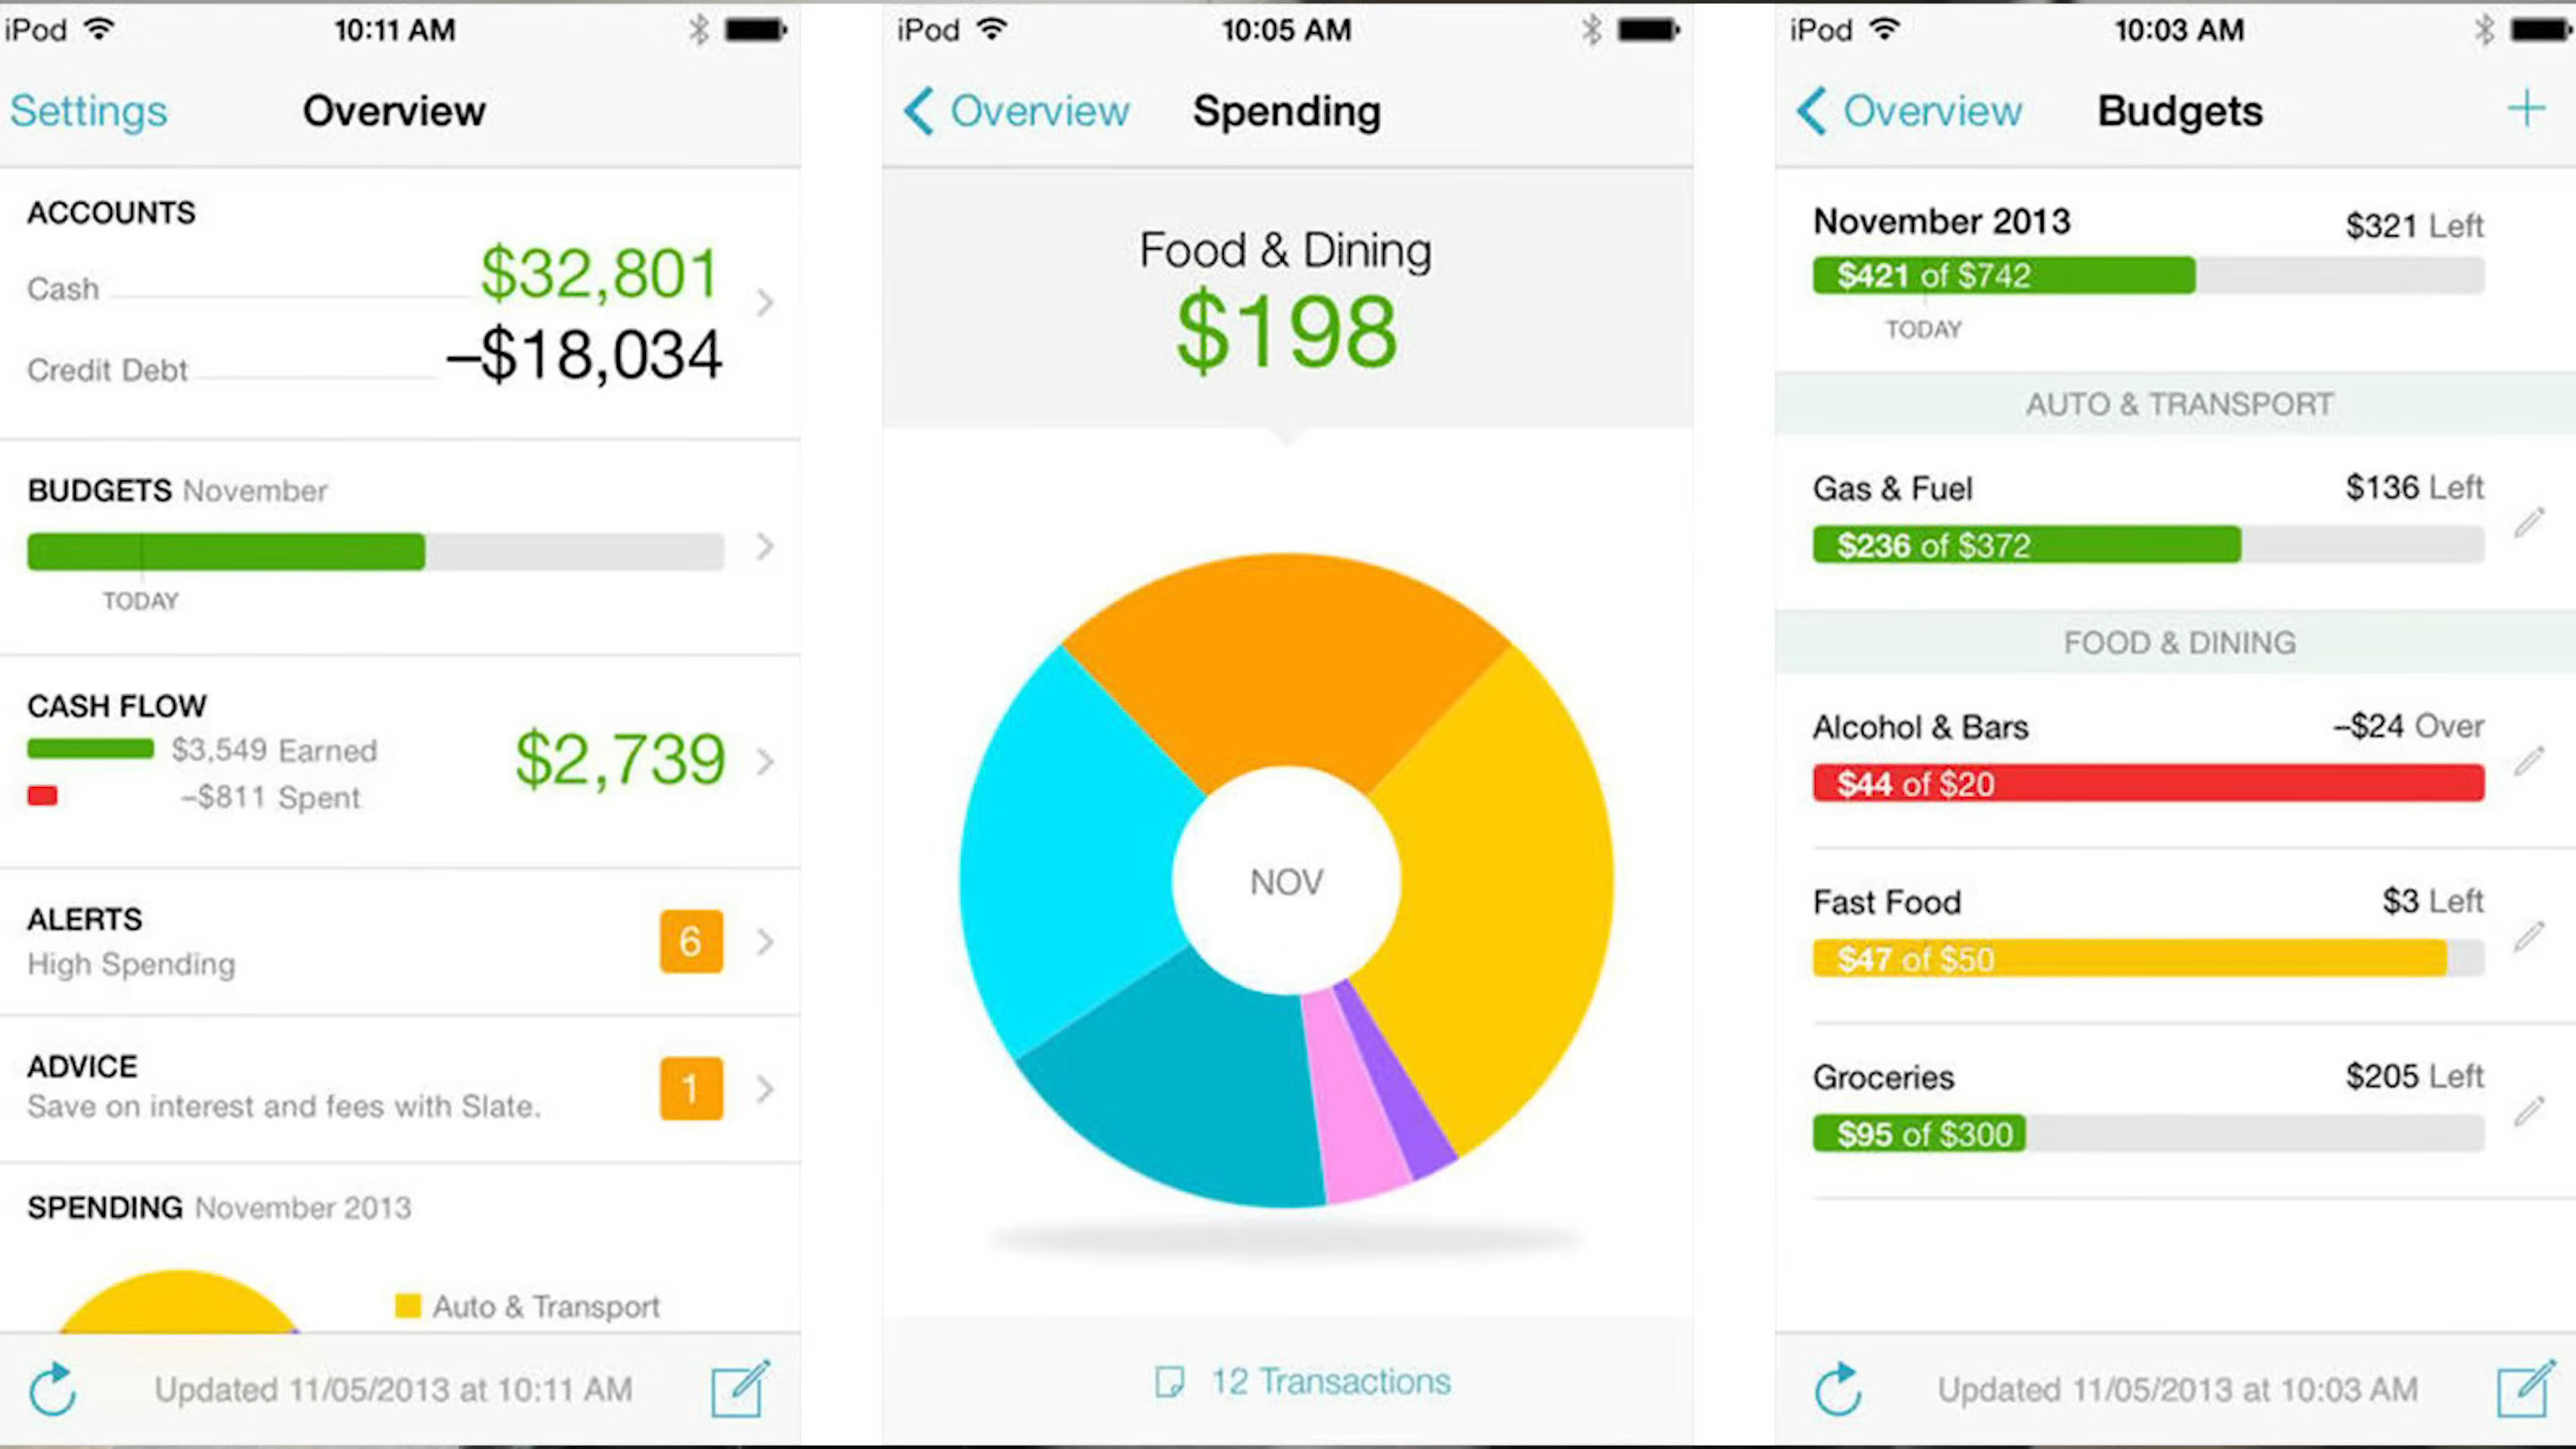 iPod 10:11 AM
Settings Overview
ACCOUNTS
Cash $32,801
Credit Debt –$18,034
BUDGETS November
TODAY
CASH FLOW
$3,549 Earned
$2,739
–$811 Spent
ALERTS
High Spending
6
ADVICE
Save on interest and fees with Slate.
1
SPENDING November 2013
Auto & Transport
Updated 11/05/2013 at 10:11 AM
iPod 10:05 AM
Overview Spending
Food & Dining
$198
NOV
12 Transactions
iPod 10:03 AM
Overview Budgets +
November 2013 $321 Left
$421 of $742
TODAY
AUTO & TRANSPORT
Gas & Fuel $136 Left
$236 of $372
FOOD & DINING
Alcohol & Bars –$24 Over
$44 of $20
Fast Food $3 Left
$47 of $50
Groceries $205 Left
$95 of $300
Updated 11/05/2013 at 10:03 AM